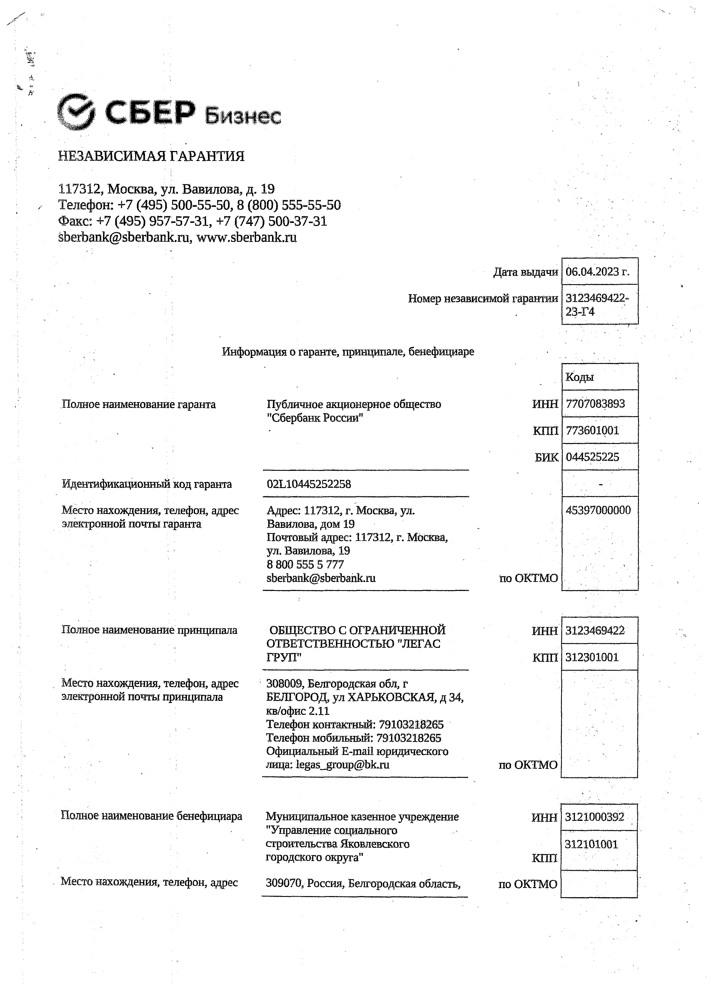 СБЕР Бизнес
НЕЗАВИСИМАЯ ГАРАНТИЯ
117312, Москва, ул. Вавилова, д. 19
Телефон: +7 (495) 500-55-50, 8 (800) 555-55-50
Факс: +7 (495) 957-57-31, +7 (747) 500-37-31
sberbank@sberbank.ru, www.sberbank.ru
Дата выдачи 06.04.2023 г.
Номер независимой гарантии 3123469422-
23-Г4
Информация о гаранте, принципале, бенефициаре
Коды
Полное наименование гаранта Публичное акционерное общество ИНН 7707083893
"Сбербанк России"
КПП 773601001
БИК 044525225
Идентификационный код гаранта 02L10445252258 -
Место нахождения, телефон, адрес Адрес: 117312, г. Москва, ул. 45397000000
электронной почты гаранта Вавилова, дом 19
Почтовый адрес: 117312, г. Москва,
ул. Вавилова, 19
8 800 555 5 777
sberbank@sberbank.ru по ОКТМО
Полное наименование принципала ОБЩЕСТВО С ОГРАНИЧЕННОЙ ИНН 3123469422
ОТВЕТСТВЕННОСТЬЮ "ЛЕГАС
ГРУП" КПП 312301001
Место нахождения, телефон, адрес 308009, Белгородская обл, г
электронной почты принципала БЕЛГОРОД, ул ХАРЬКОВСКАЯ, д 34,
кв/офис 2.11
Телефон контактный: 79103218265
Телефон мобильный: 79103218265
Официальный E-mail юридического
лица: legas_group@bk.ru по ОКТМО
Полное наименование бенефициара Муниципальное казенное учреждение ИНН 3121000392
"Управление социального
строительства Яковлевского 312101001
городского округа" КПП
Место нахождения, телефон, адрес 309070, Россия, Белгородская область, по ОКТМО